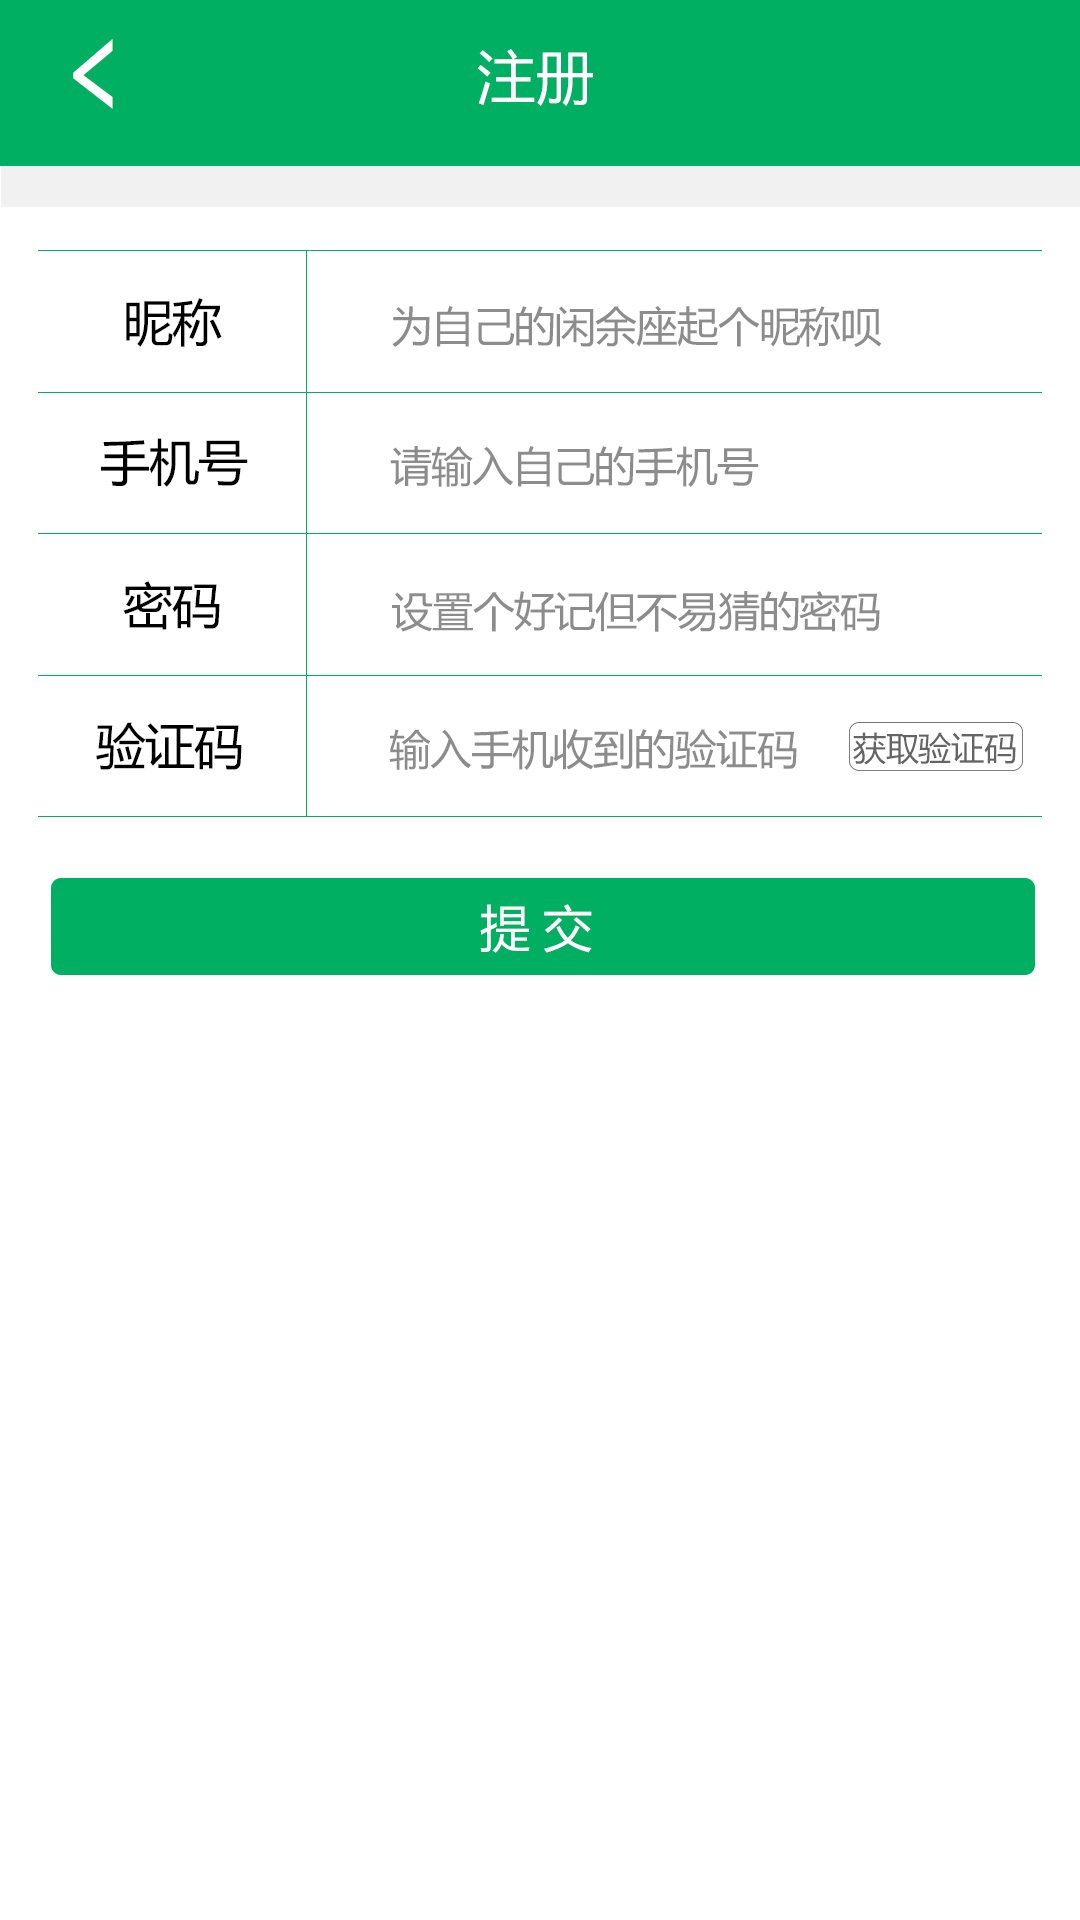 注册
昵称 为自己的闲余座起个昵称呗
手机号 请输入自己的手机号
密码 设置个好记但不易猜的密码
验证码 输入手机收到的验证码 获取验证码
提 交